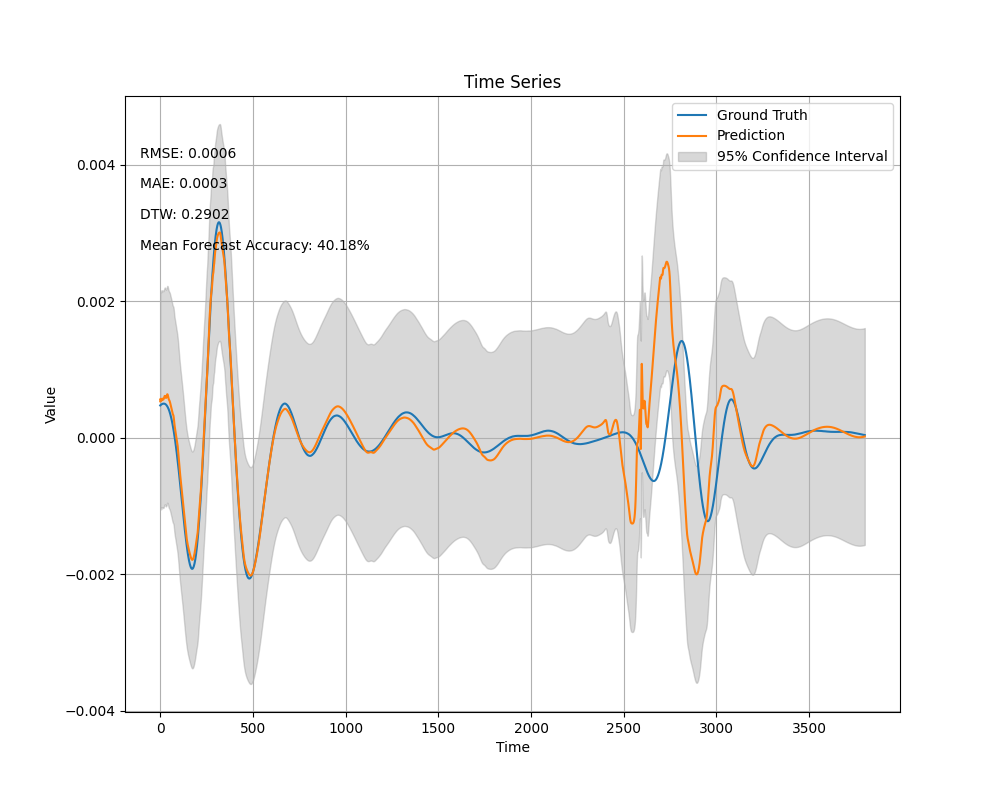 Time Series
Ground Truth
Prediction
95% Confidence Interval
RMSE: 0.0006
MAE: 0.0003
DTW: 0.2902
Mean Forecast Accuracy: 40.18%
0.004
0.002
0.000
−0.002
−0.004
Value
0 500 1000 1500 2000 2500 3000 3500
Time